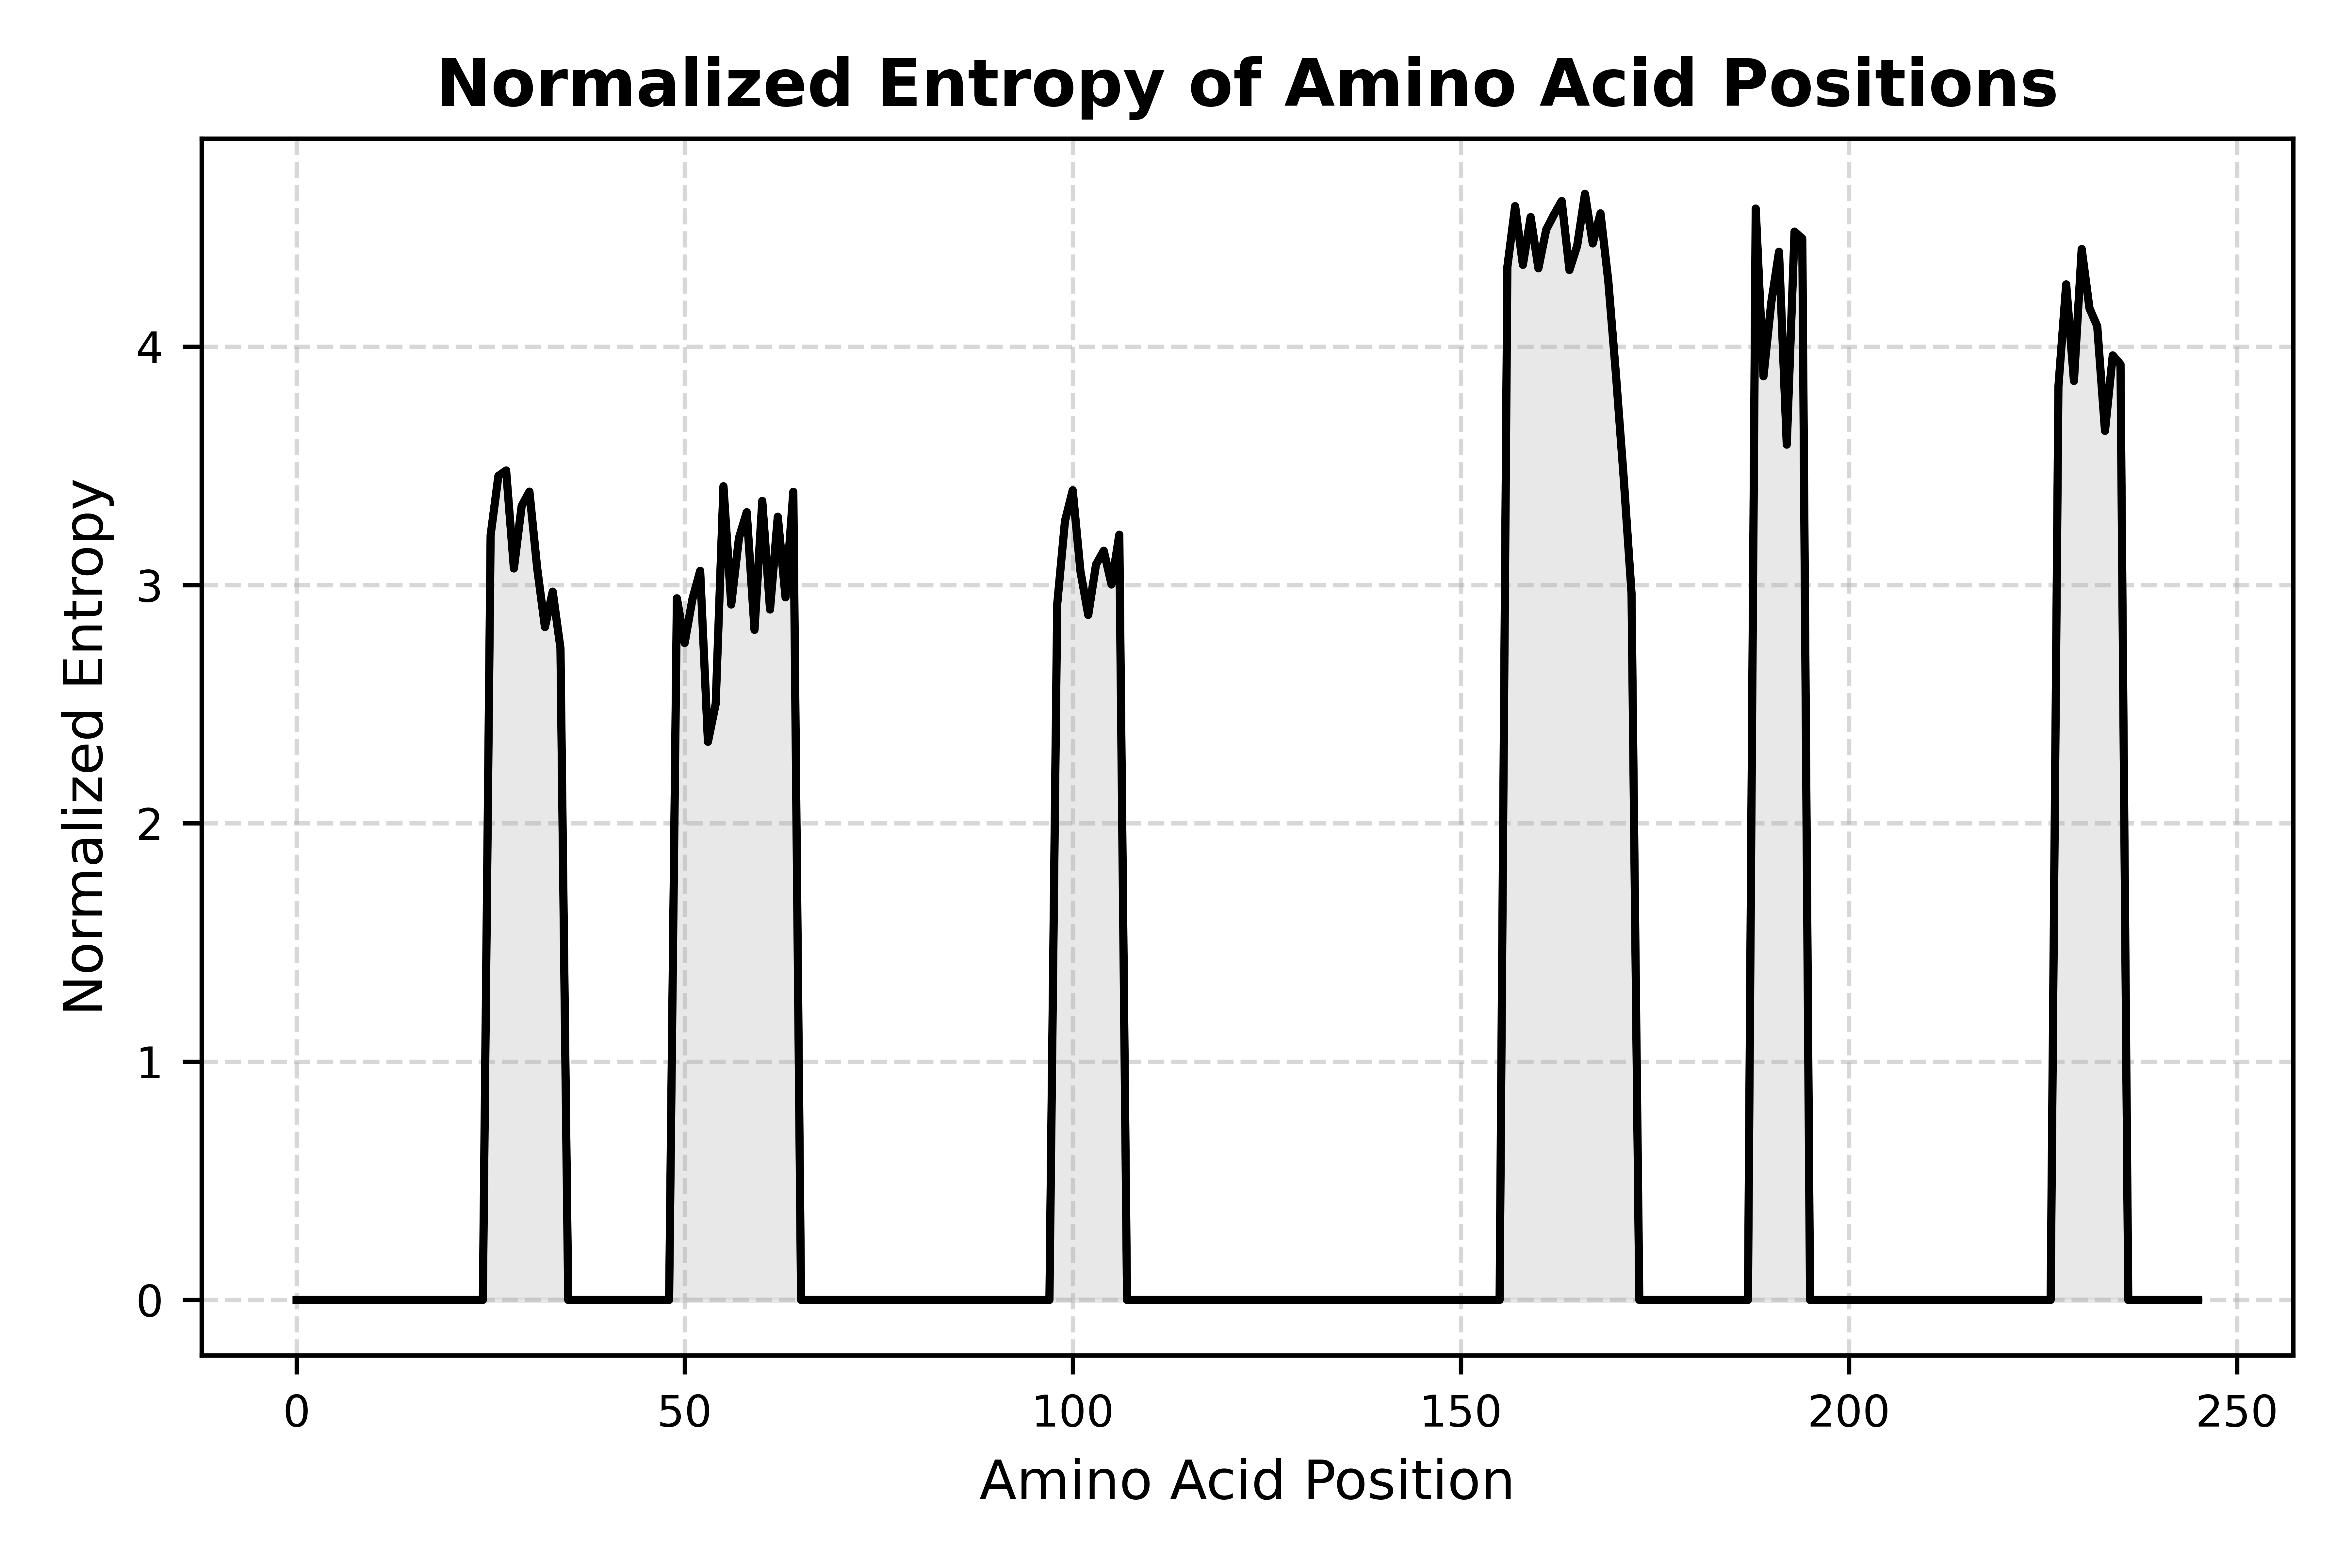 Normalized Entropy of Amino Acid Positions
Normalized Entropy
4
3
2
1
0
0 50 100 150 200 250
Amino Acid Position